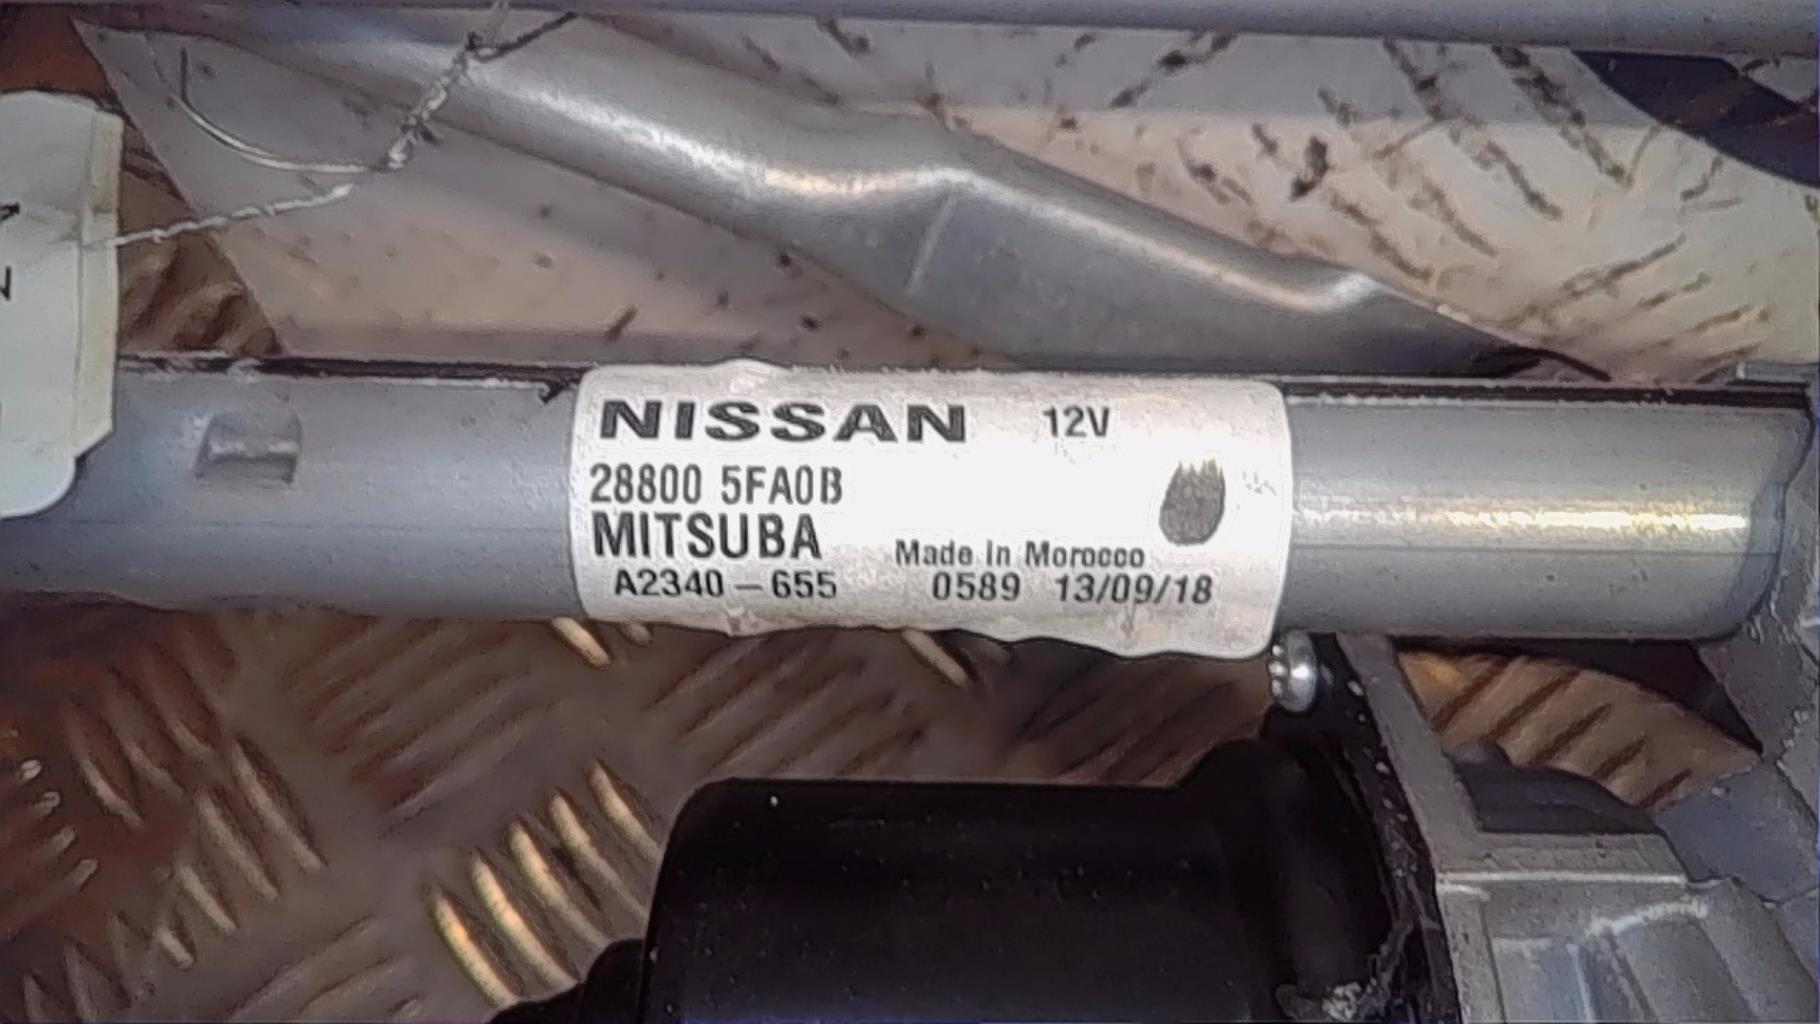 NISSAN 12V
28800 5FA0B
MITSUBA
Made In Morocco
A2340-655 0589 13/09/18